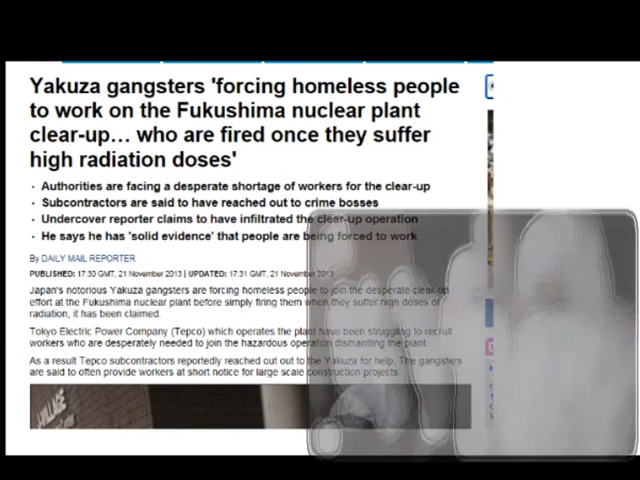 Yakuza gangsters 'forcing homeless people
to work on the Fukushima nuclear plant
clear-up... who are fired once they suffer
high radiation doses'
· Authorities are facing a desperate shortage of workers for the clear-up
· Subcontractors are said to have reached out to crime bosses
· Undercover reporter claims to have infiltrated the clear-up operation
· He says he has 'solid evidence' that people are being forced to work
By DAILY MAIL REPORTER
PUBLISHED: 17:30 GMT, 21 November 2013 | UPDATED: 17:31 GMT, 21 November 2013
Japan's notorious Yakuza gangsters are forcing homeless people to join the desperate clear-up
effort at the Fukushima nuclear plant before simply firing them when they suffer high doses of
radiation, it has been claimed.
Tokyo Electric Power Company (Tepco) which operates the plant have been struggling to recruit
workers who are desperately needed to join the hazardous operation dismantling the plant.
As a result Tepco subcontractors reportedly reached out out to the Yakuza for help. The gangsters
are said to often provide workers at short notice for large scale construction projects
VILLAGE